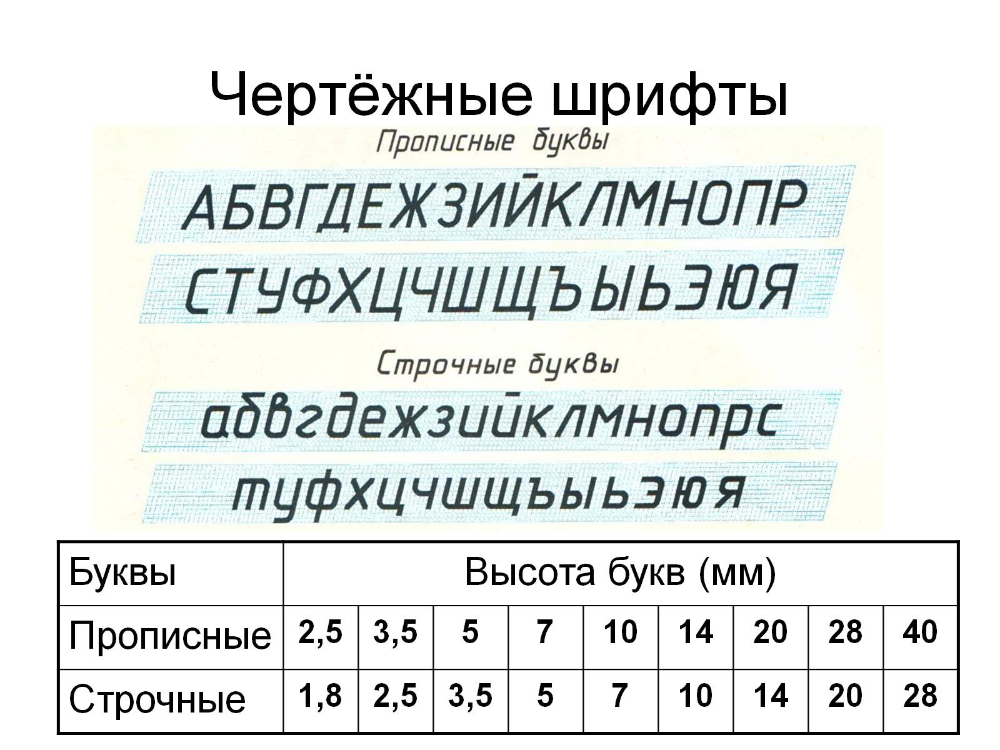 Чертёжные шрифты
Прописные буквы
АБВГДЕЖЗИЙКЛМНОПР
СТУФХЦЧШЩЪЫЬЭЮЯ
Строчные буквы
абвгдежзийклмнопрс
туфхцчшщъыьэюя
Буквы Высота букв (мм)
Прописные 2,5 3,5 5 7 10 14 20 28 40
Строчные 1,8 2,5 3,5 5 7 10 14 20 28